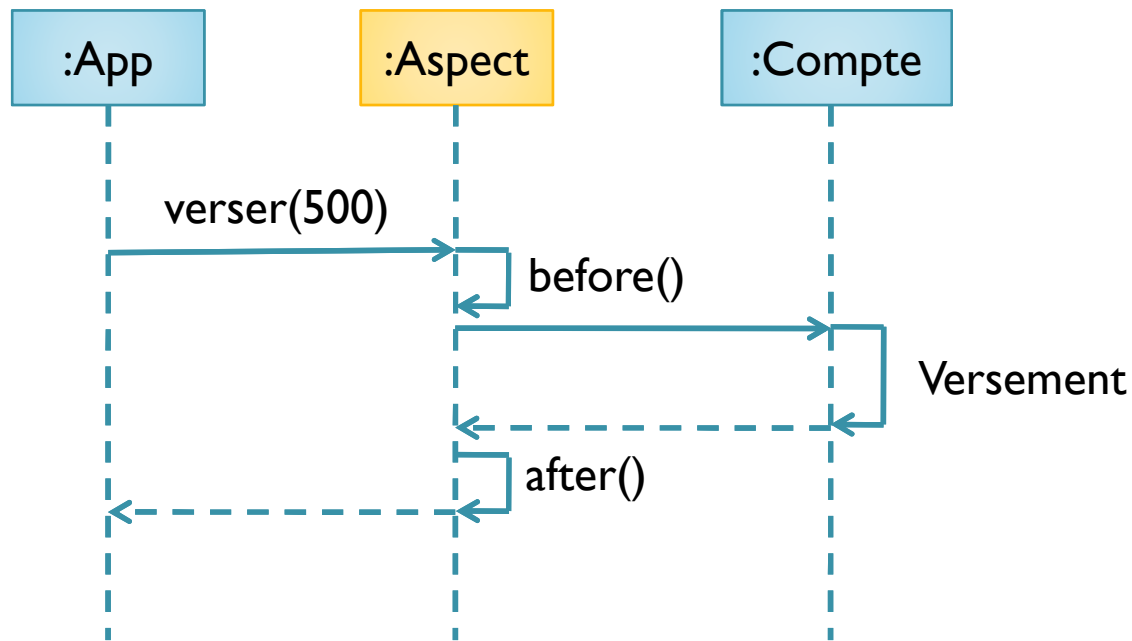 :App
:Aspect
:Compte
verser(500)
before()
Versement
after()